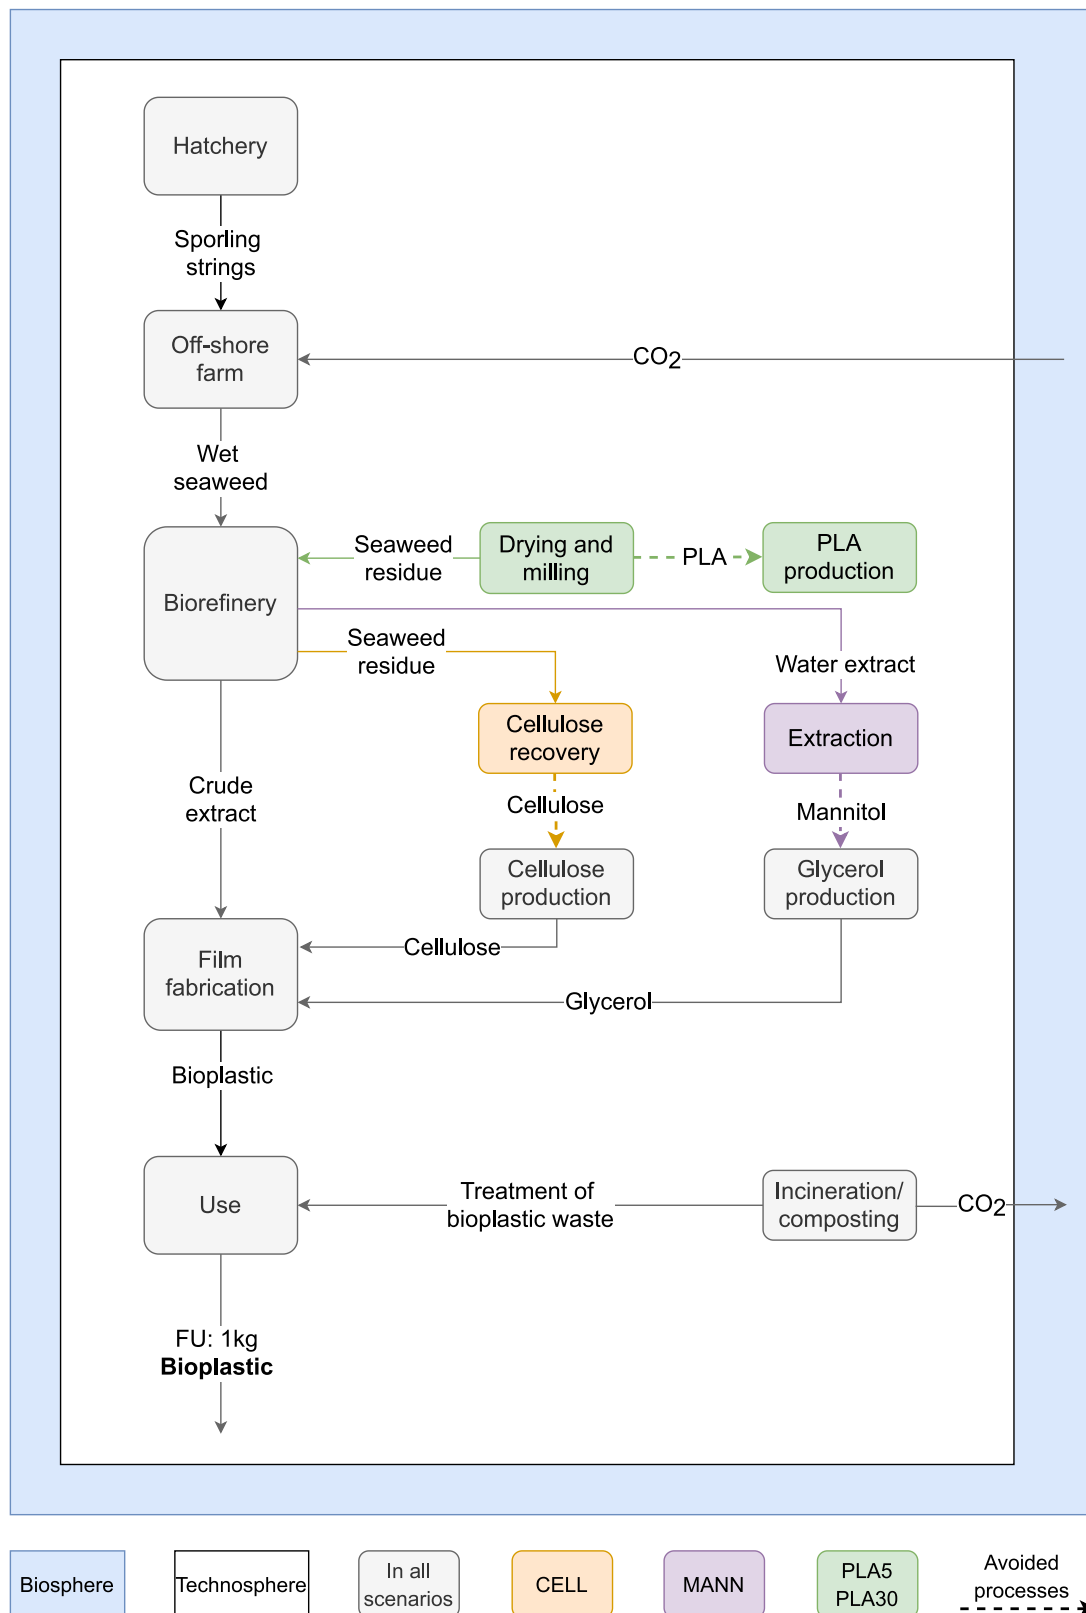 Hatchery
Sporling
strings
Off-shore
farm
CO2
Wet
seaweed
Biorefinery
Seaweed
residue
Drying and
milling
PLA
PLA
production
Seaweed
residue
Water extract
Cellulose
recovery
Extraction
Crude
extract
Cellulose
Mannitol
Cellulose
production
Glycerol
production
Film
fabrication
Cellulose
Glycerol
Bioplastic
Use
Treatment of
bioplastic waste
Incineration/
composting
CO2
FU: 1kg
Bioplastic
Biosphere
Technosphere
In all
scenarios
CELL
MANN
PLA5
PLA30
Avoided
processes